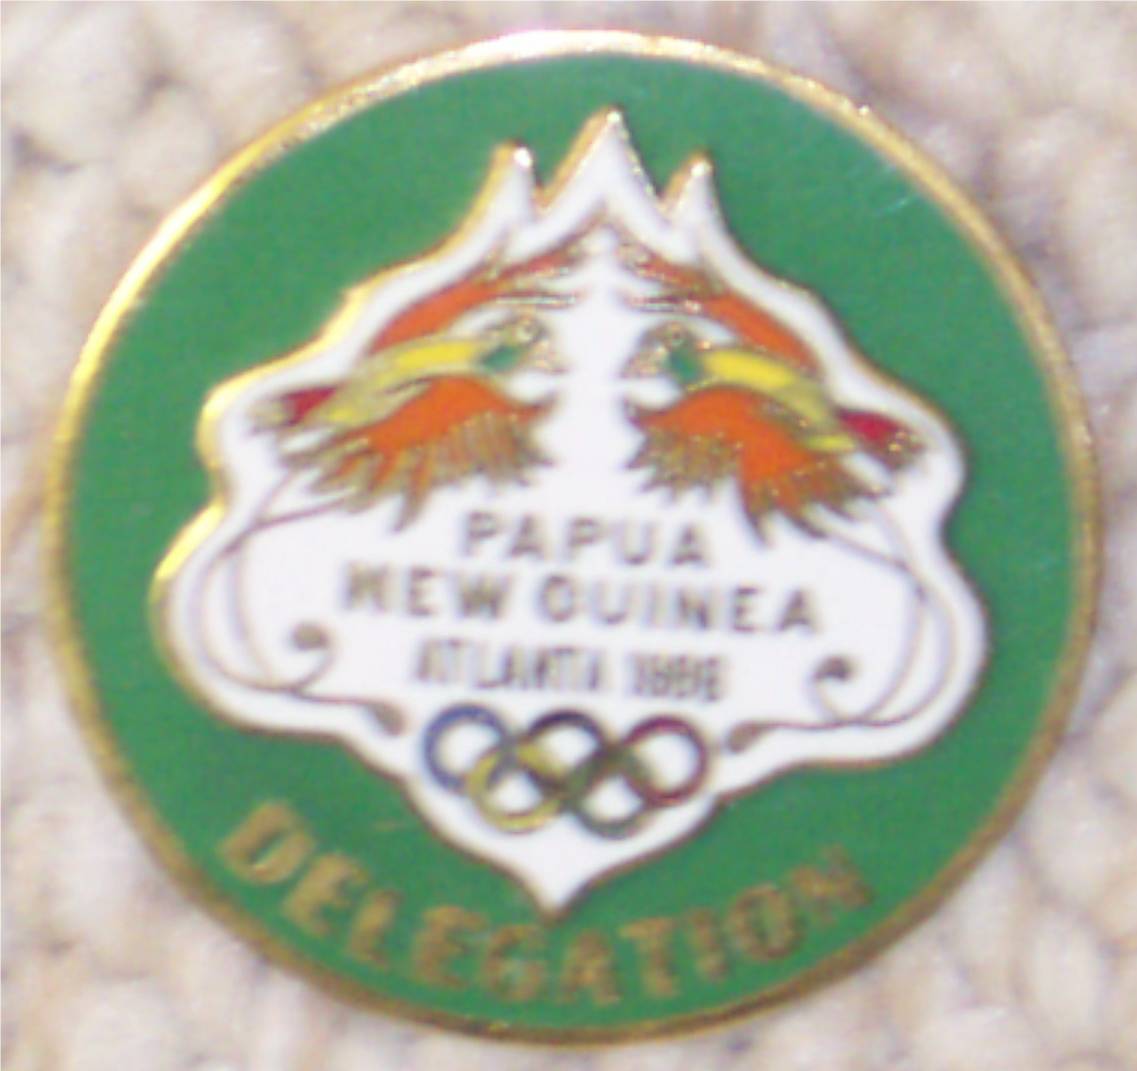 PAPUA
NEW GUINEA
ATLANTA 1996
DELEGATION